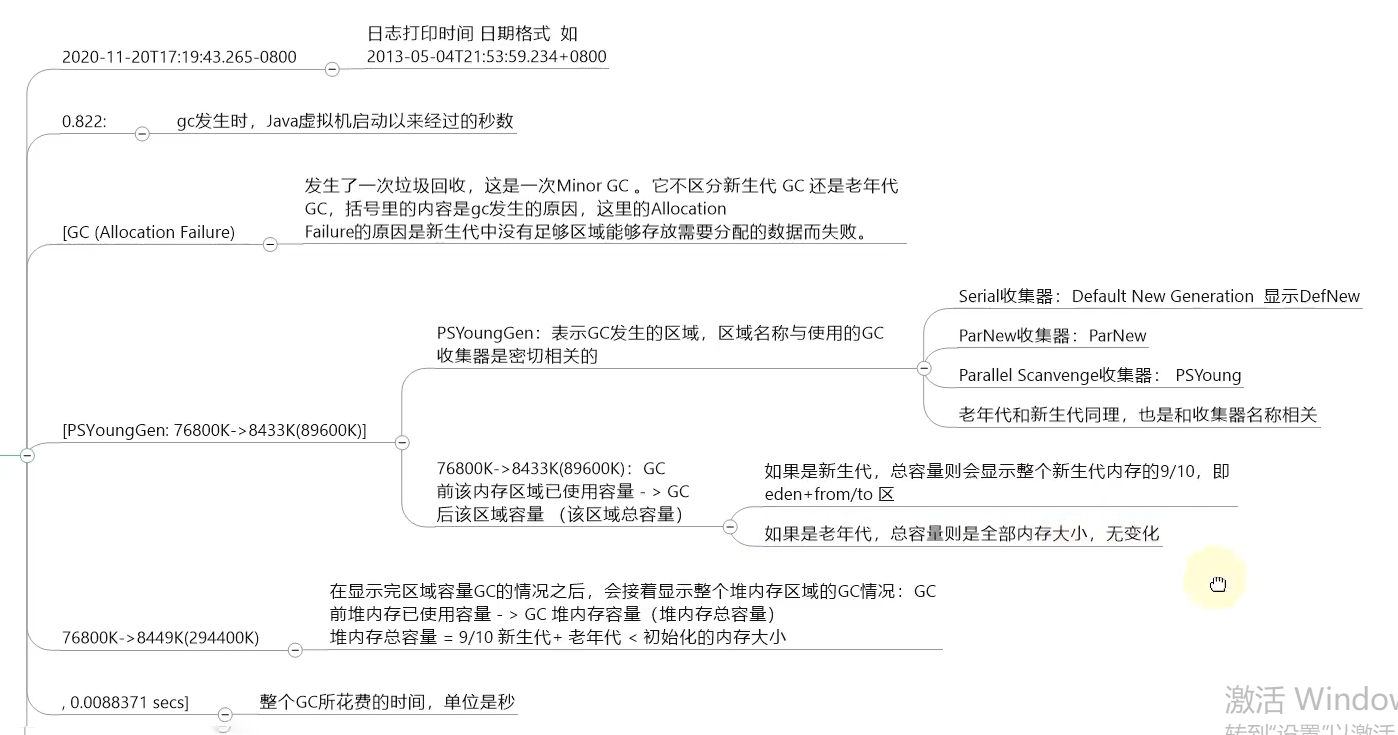 日志打印时间 日期格式 如
2020-11-20T17:19:43.265-0800
2013-05-04T21:53:59.234+0800
0.822:
gc发生时，Java虚拟机启动以来经过的秒数
[GC (Allocation Failure)
发生了一次垃圾回收，这是一次Minor GC 。它不区分新生代 GC 还是老年代
GC，括号里的内容是gc发生的原因，这里的Allocation
Failure的原因是新生代中没有足够区域能够存放需要分配的数据而失败。
[PSYoungGen: 76800K->8433K(89600K)]
PSYoungGen：表示GC发生的区域，区域名称与使用的GC
收集器是密切相关的
Serial收集器：Default New Generation 显示DefNew
ParNew收集器：ParNew
Parallel Scanvenge收集器： PSYoung
老年代和新生代同理，也是和收集器名称相关
76800K->8433K(89600K)：GC
前该内存区域已使用容量 - > GC
后该区域容量 （该区域总容量）
如果是新生代，总容量则会显示整个新生代内存的9/10，即
eden+from/to 区
如果是老年代，总容量则是全部内存大小，无变化
76800K->8449K(294400K)
在显示完区域容量GC的情况之后，会接着显示整个堆内存区域的GC情况：GC
前堆内存已使用容量 - > GC 堆内存容量（堆内存总容量）
堆内存总容量 = 9/10 新生代+ 老年代 < 初始化的内存大小
, 0.0088371 secs]
整个GC所花费的时间，单位是秒
激活 Window
转到"设置"以激活